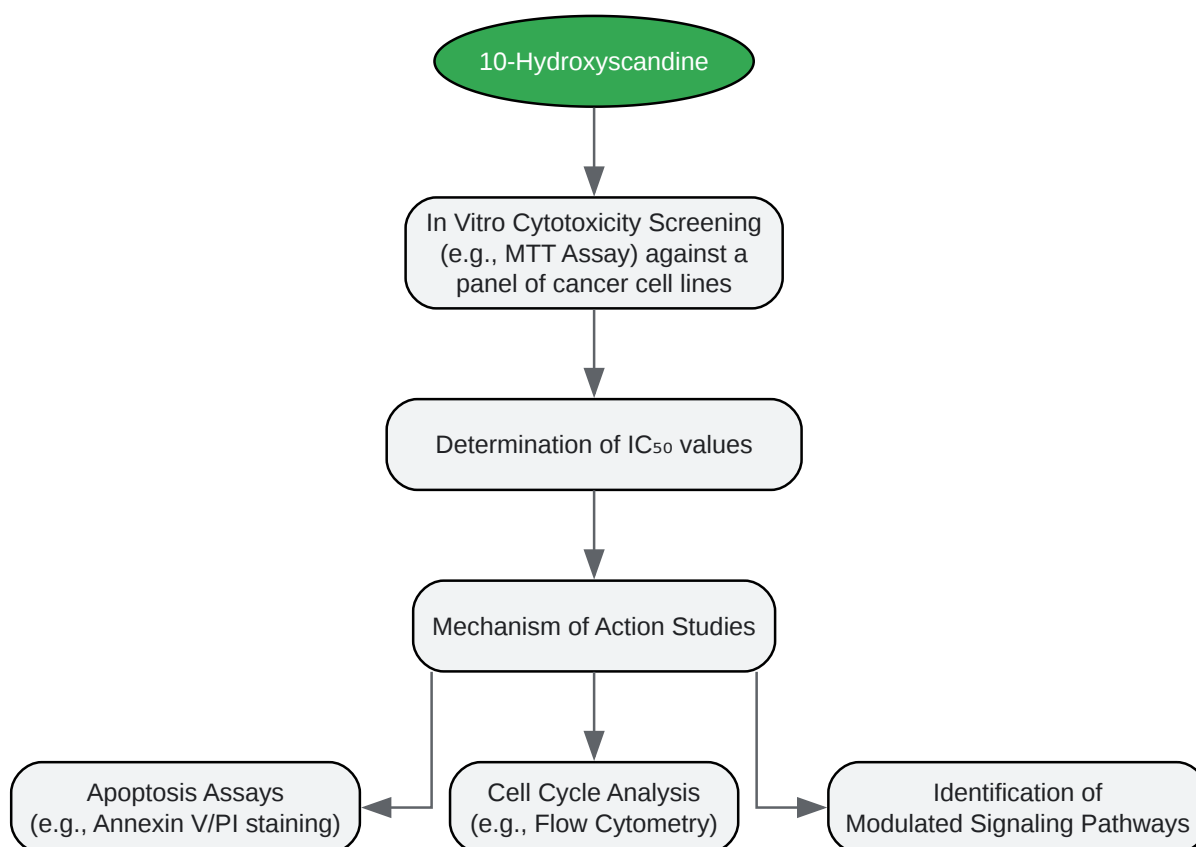 10-Hydroxyscandine
In Vitro Cytotoxicity Screening
(e.g., MTT Assay) against a
panel of cancer cell lines
Determination of IC₅₀ values
Mechanism of Action Studies
Apoptosis Assays
(e.g., Annexin V/PI staining)
Cell Cycle Analysis
(e.g., Flow Cytometry)
Identification of
Modulated Signaling Pathways